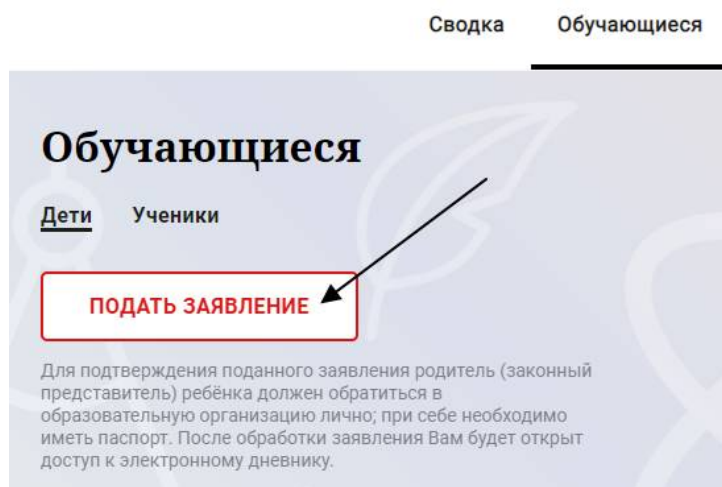 Сводка Обучающиеся
Обучающиеся
Дети Ученики
ПОДАТЬ ЗАЯВЛЕНИЕ
Для подтверждения поданного заявления родитель (законный
представитель) ребёнка должен обратиться в
образовательную организацию лично; при себе необходимо
иметь паспорт. После обработки заявления Вам будет открыт
доступ к электронному дневнику.